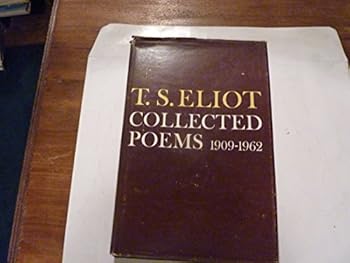 T. S. ELIOT
COLLECTED
POEMS 1909-1962